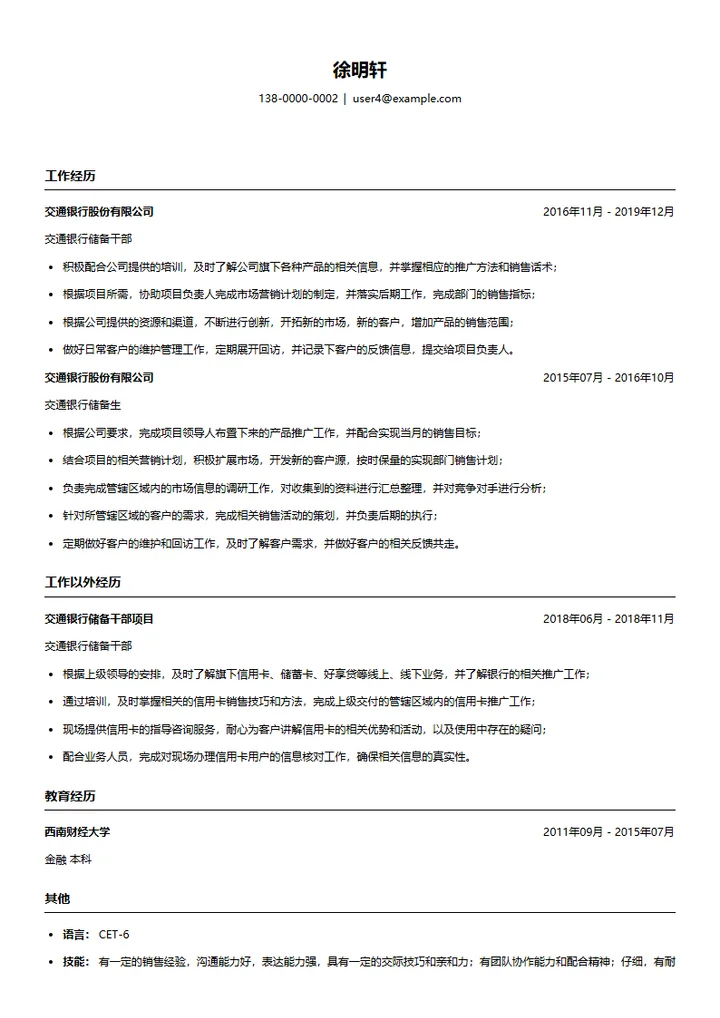 徐明轩
138-0000-0002 | user4@example.com
工作经历
交通银行股份有限公司 2016年11月 - 2019年12月
交通银行储备干部
• 积极配合公司提供的培训，及时了解公司旗下各种产品的相关信息，并掌握相应的推广方法和销售话术；
• 根据项目所需，协助项目负责人完成市场营销计划的制定，并落实后期工作，完成部门的销售指标；
• 根据公司提供的资源和渠道，不断进行创新，开拓新的市场，新的客户，增加产品的销售范围；
• 做好日常客户的维护管理工作，定期展开回访，并记录下客户的反馈信息，提交给项目负责人。
交通银行股份有限公司 2015年07月 - 2016年10月
交通银行储备生
• 根据公司要求，完成项目领导人布置下来的产品推广工作，并配合实现当月的销售目标；
• 结合项目的相关营销计划，积极扩展市场，开发新的客户源，按时保量的实现部门销售计划；
• 负责完成管辖区域内的市场信息的调研工作，对收集到的资料进行汇总整理，并对竞争对手进行分析；
• 针对所管辖区域的客户的需求，完成相关销售活动的策划，并负责后期的执行；
• 定期做好客户的维护和回访工作，及时了解客户需求，并做好客户的相关反馈共走。
工作以外经历
交通银行储备干部项目 2018年06月 - 2018年11月
交通银行储备干部
• 根据上级领导的安排，及时了解旗下信用卡、储蓄卡、好享贷等线上、线下业务，并了解银行的相关推广工作；
• 通过培训，及时掌握相关的信用卡销售技巧和方法，完成上级交付的管辖区域内的信用卡推广工作；
• 现场提供信用卡的指导咨询服务，耐心为客户讲解信用卡的相关优势和活动，以及使用中存在的疑问；
• 配合业务人员，完成对现场办理信用卡用户的信息核对工作，确保相关信息的真实性。
教育经历
西南财经大学 2011年09月 - 2015年07月
金融 本科
其他
• 语言： CET-6
• 技能： 有一定的销售经验，沟通能力好，表达能力强，具有一定的交际技巧和亲和力；有团队协作能力和配合精神；仔细，有耐